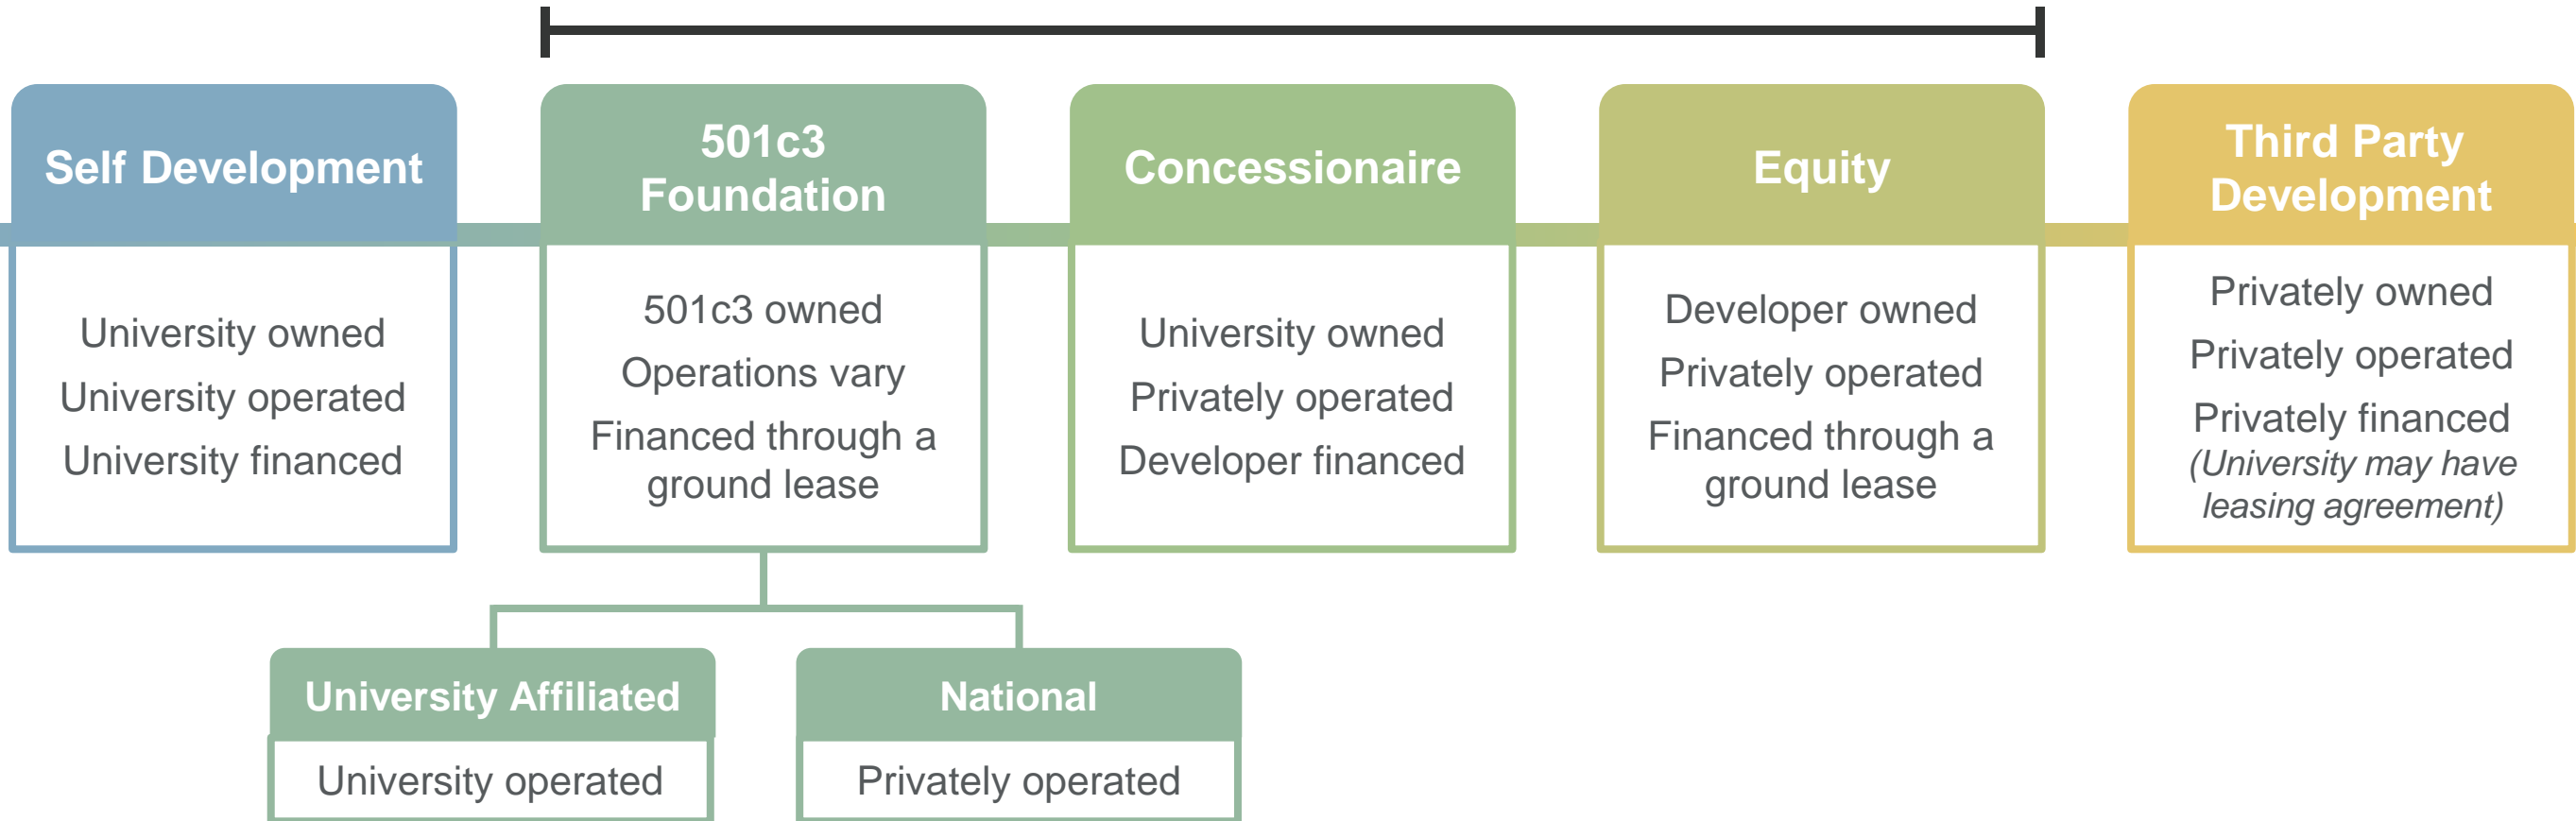 Self Development
University owned
University operated
University financed
501c3
Foundation
501c3 owned
Operations vary
Financed through a
ground lease
Concessionaire
University owned
Privately operated
Developer financed
Equity
Developer owned
Privately operated
Financed through a
ground lease
Third Party
Development
Privately owned
Privately operated
Privately financed
(University may have
leasing agreement)
University Affiliated
University operated
National
Privately operated